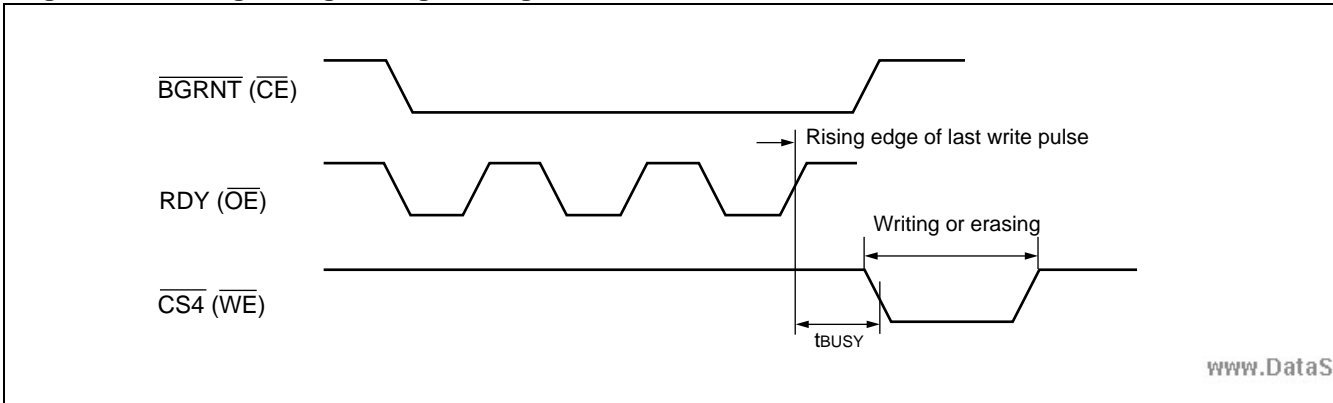 BGRNT (CE)
Rising edge of last write pulse
RDY (OE)
Writing or erasing
CS4 (WE)
tBUSY
www.DataS